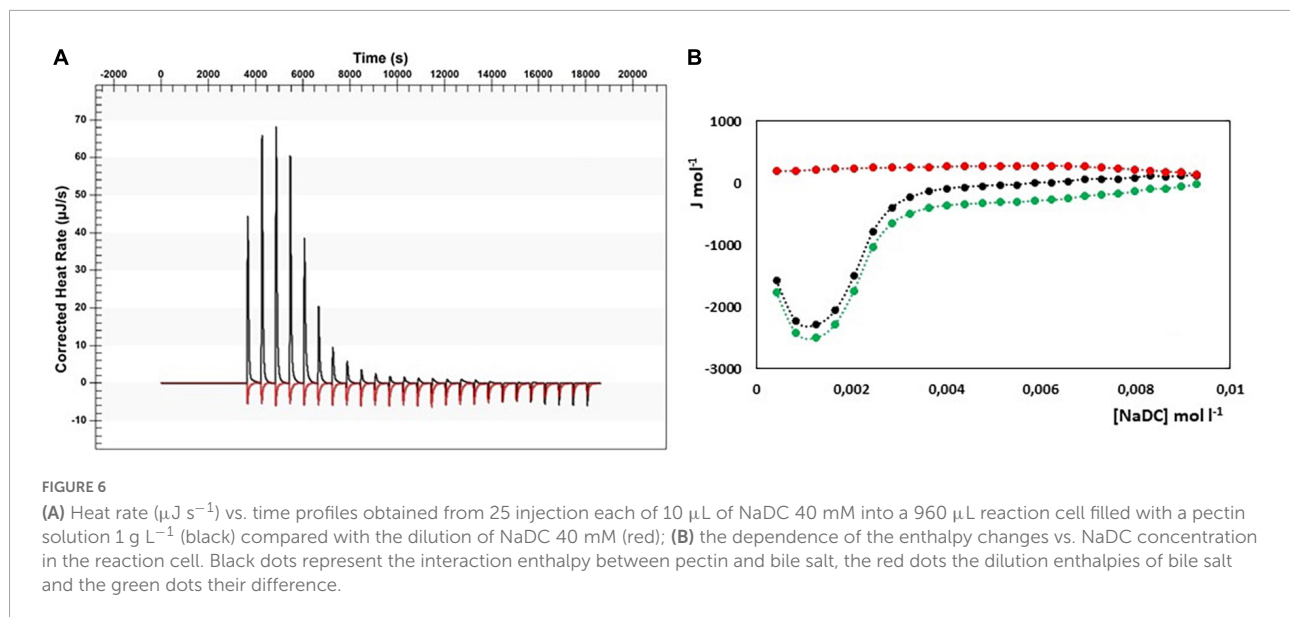 A
Time (s)
-2000 0 2000 4000 6000 8000 10000 12000 14000 16000 18000 20000
Corrected Heat Rate (µJ/s)
70
60
50
40
30
20
10
0
-10
B
J mol-1
1000
0
-1000
-2000
-3000
0 0,002 0,004 0,006 0,008 0,01
[NaDC] mol l-1
FIGURE 6
(A) Heat rate (μJ s−1) vs. time profiles obtained from 25 injection each of 10 μL of NaDC 40 mM into a 960 μL reaction cell filled with a pectin
solution 1 g L−1 (black) compared with the dilution of NaDC 40 mM (red); (B) the dependence of the enthalpy changes vs. NaDC concentration
in the reaction cell. Black dots represent the interaction enthalpy between pectin and bile salt, the red dots the dilution enthalpies of bile salt
and the green dots their difference.